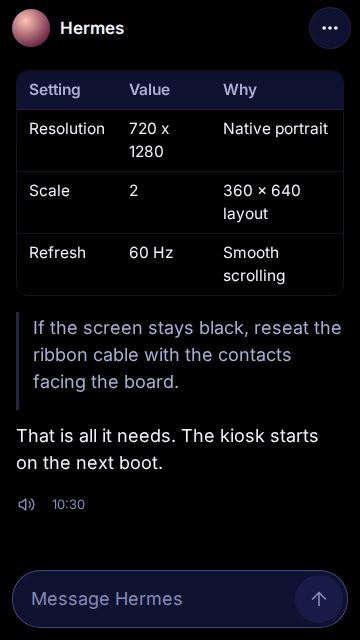 Hermes
Setting Value Why
Resolution 720 x 1280 Native portrait
Scale 2 360 × 640 layout
Refresh 60 Hz Smooth scrolling
If the screen stays black, reseat the
ribbon cable with the contacts
facing the board.
That is all it needs. The kiosk starts
on the next boot.
10:30
Message Hermes